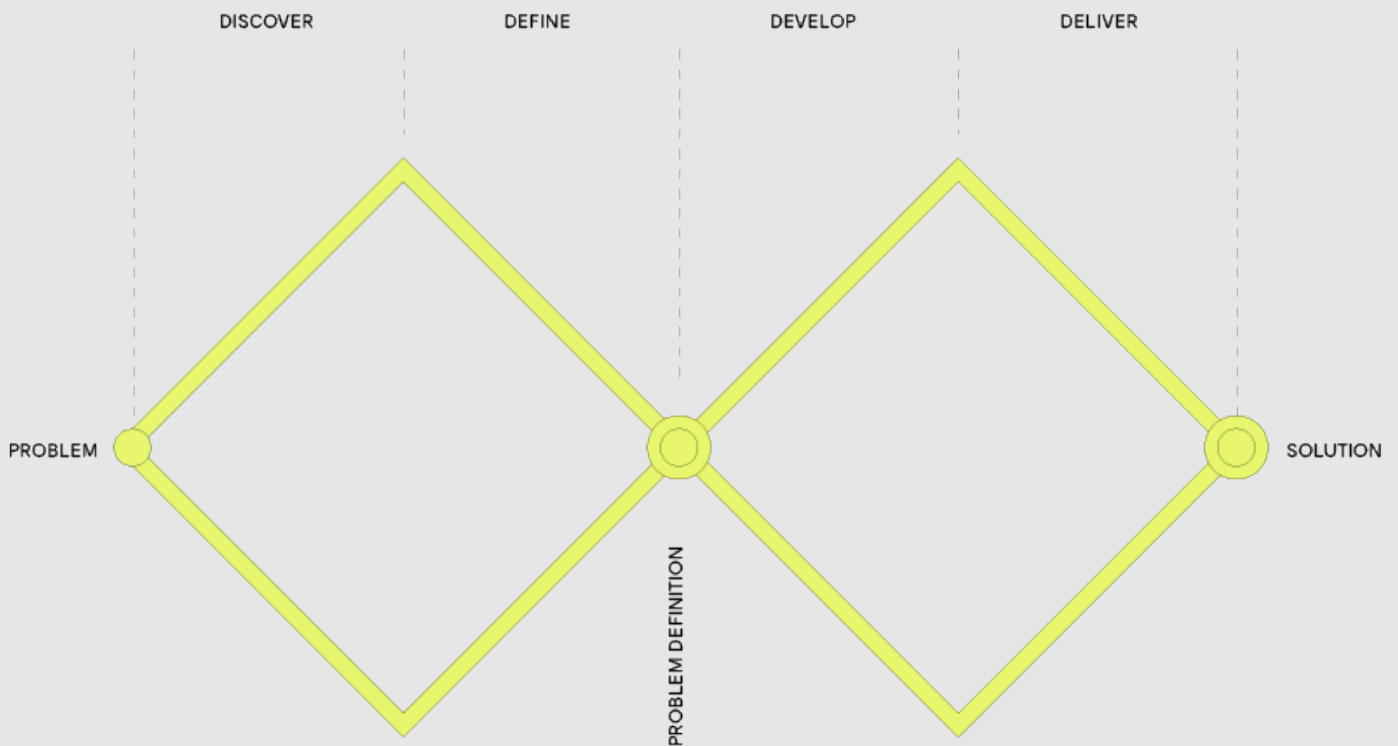 DISCOVER
DEFINE
DEVELOP
DELIVER
PROBLEM
SOLUTION
PROBLEM DEFINITION